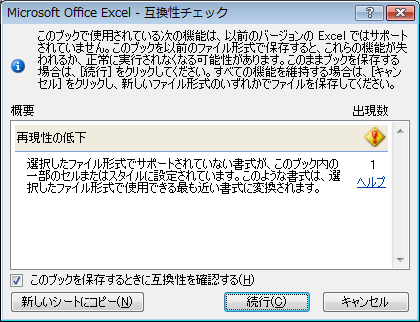 Microsoft Office Excel - 互換性チェック
このブックで使用されている次の機能は、以前のバージョンの Excel ではサポート
されていません。このブックを以前のファイル形式で保存すると、これらの機能が失
われるか、正常に実行されなくなる可能性があります。このままブックを保存する
場合は、[続行] をクリックしてください。すべての機能を維持する場合は、[キャン
セル] をクリックし、新しいファイル形式のいずれかでファイルを保存してください。
概要 出現数
再現性の低下
選択したファイル形式でサポートされていない書式が、このブック内の 1
一部のセルまたはスタイルに設定されています。このような書式は、選 ヘルプ
択したファイル形式で使用できる最も近い書式に変換されます。
このブックを保存するときに互換性を確認する(H)
新しいシートにコピー(N) 続行(C) キャンセル